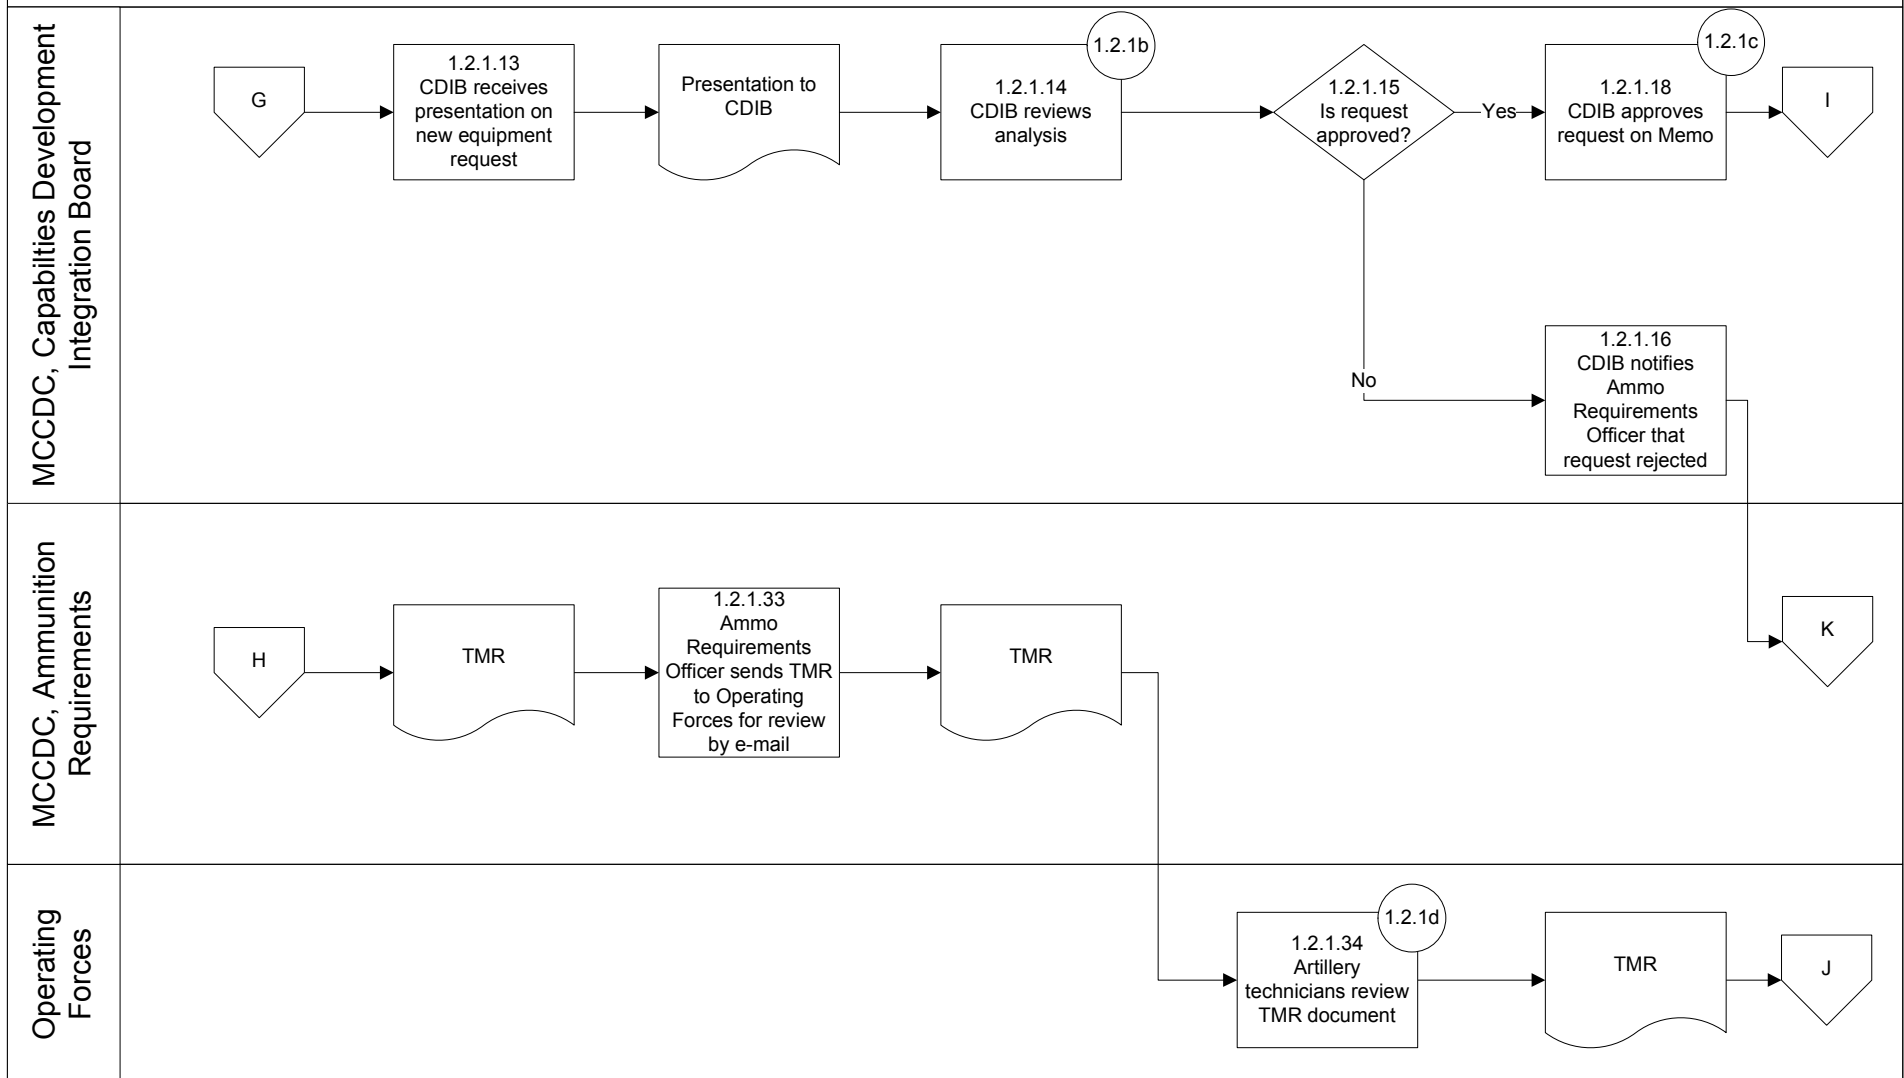 MCCDC, Capabilties Development
Integration Board
G
1.2.1.13
CDIB receives
presentation on
new equipment
request
Presentation to
CDIB
1.2.1b
1.2.1.14
CDIB reviews
analysis
1.2.1.15
Is request
approved?
Yes
1.2.1c
1.2.1.18
CDIB approves
request on Memo
I
No
1.2.1.16
CDIB notifies
Ammo
Requirements
Officer that
request rejected
MCCDC, Ammunition
Requirements
H
TMR
1.2.1.33
Ammo
Requirements
Officer sends TMR
to Operating
Forces for review
by e-mail
TMR
K
Operating
Forces
1.2.1d
1.2.1.34
Artillery
technicians review
TMR document
TMR
J